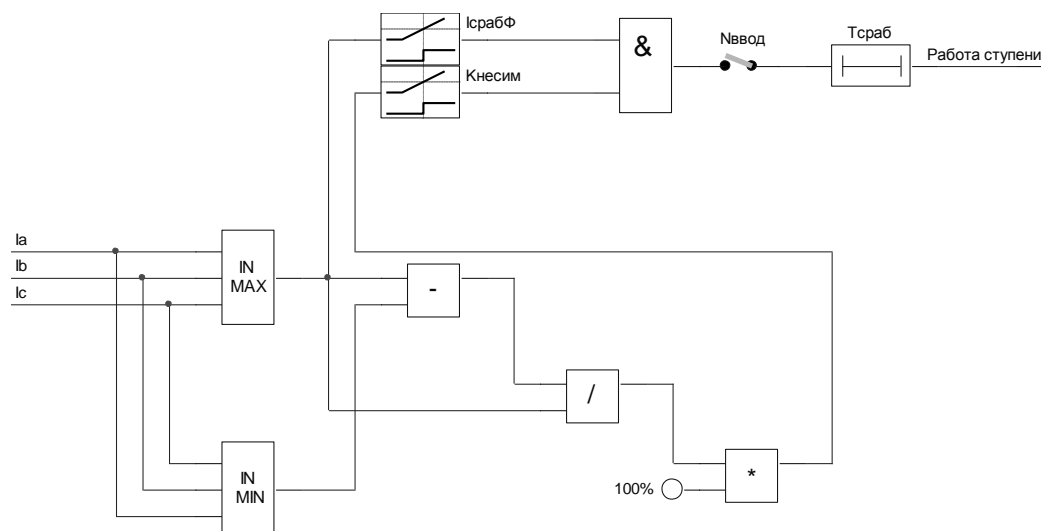 IсрабФ
Kнесим
&
Nввод
Tсраб
Работа ступени
Ia
Ib
Ic
IN
MAX
-
/
IN
MIN
*
100%